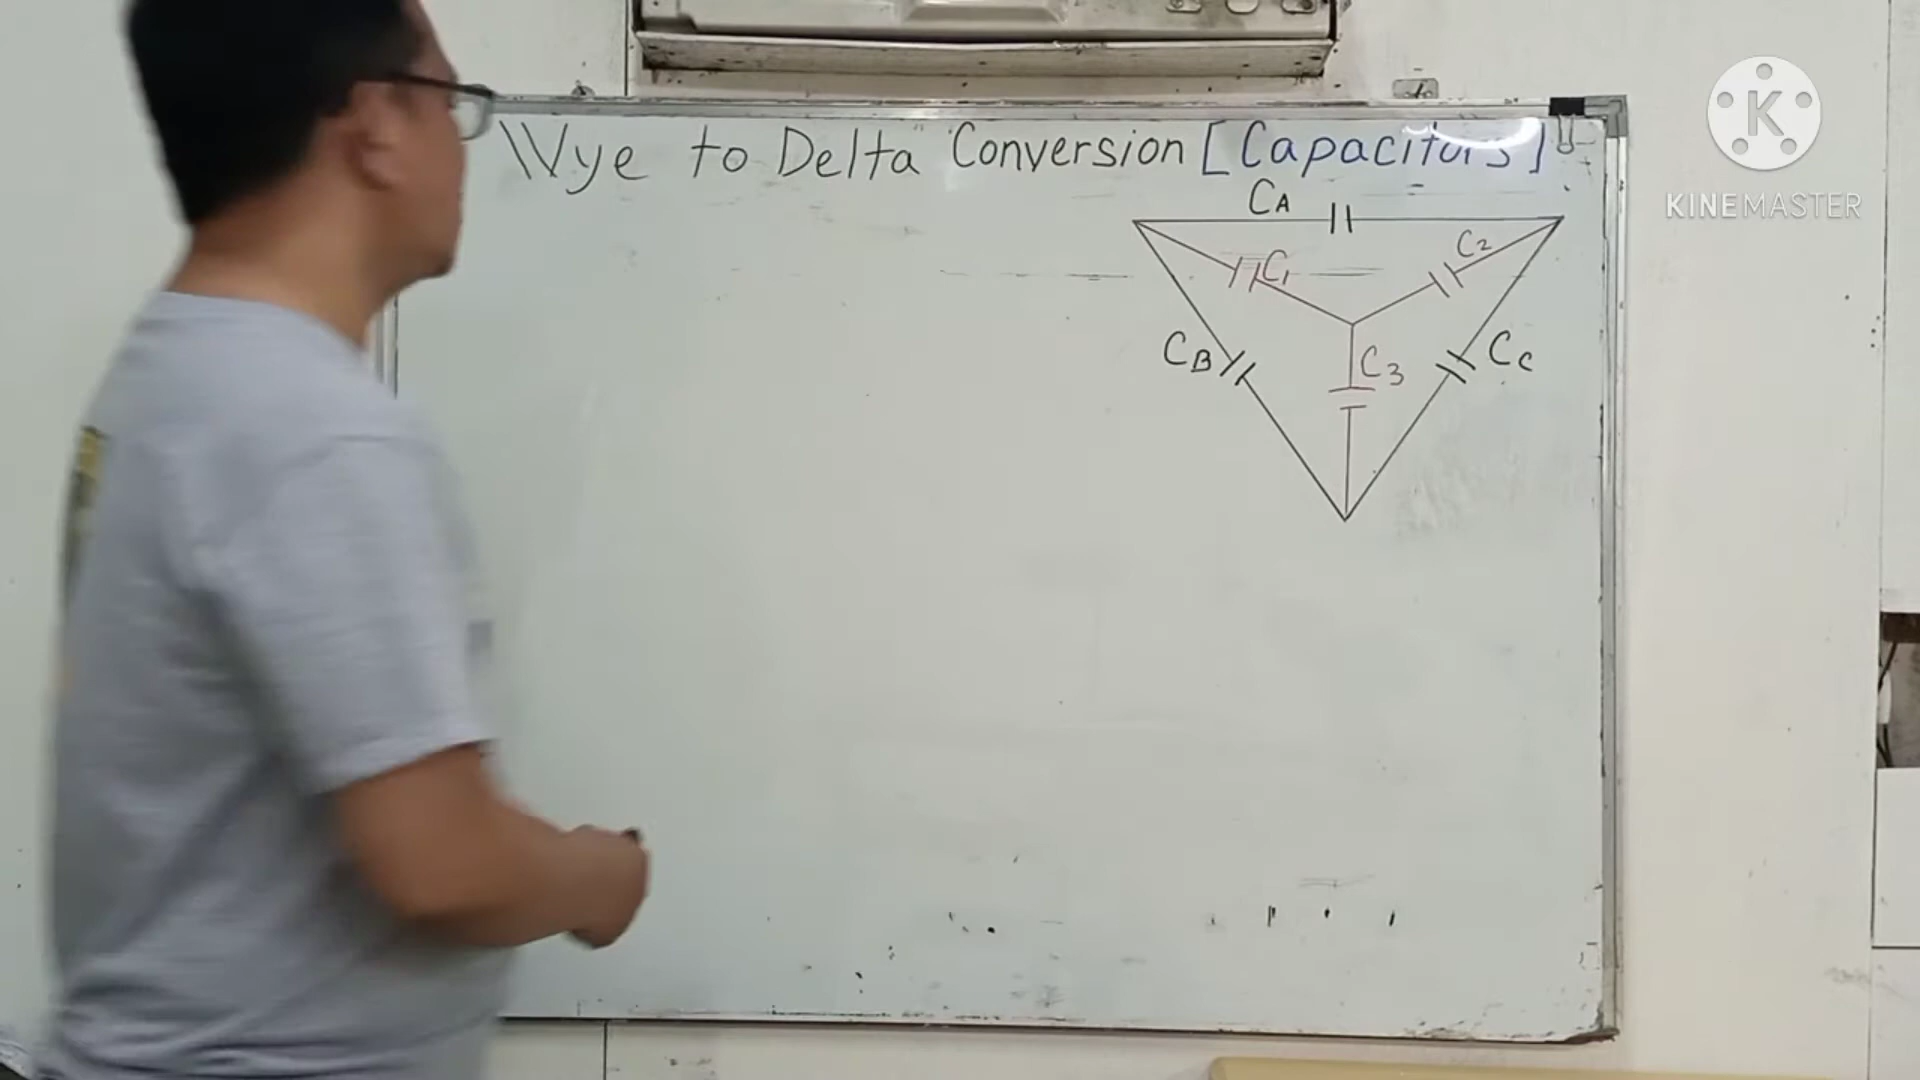 Wye to Delta Conversion [Capacitors]
CA
C1
C2
CB
C3
CC
KINEMASTER